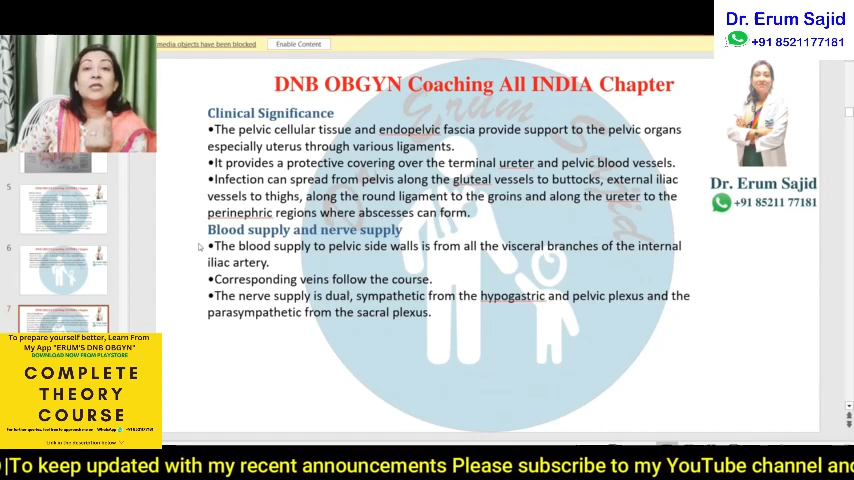 media objects have been blocked
Enable Content
Dr. Erum Sajid
+91 8521177181
DNB OBGYN Coaching All INDIA Chapter
Clinical Significance
•The pelvic cellular tissue and endopelvic fascia provide support to the pelvic organs
especially uterus through various ligaments.
•It provides a protective covering over the terminal ureter and pelvic blood vessels.
•Infection can spread from pelvis along the gluteal vessels to buttocks, external iliac
vessels to thighs, along the round ligament to the groins and along the ureter to the
perinephric regions where abscesses can form.
Blood supply and nerve supply
•The blood supply to pelvic side walls is from all the visceral branches of the internal
iliac artery.
•Corresponding veins follow the course.
•The nerve supply is dual, sympathetic from the hypogastric and pelvic plexus and the
parasympathetic from the sacral plexus.
Dr. Erum Sajid
+91 85211 77181
5
6
7
To prepare yourself better, Learn From
My App "ERUM'S DNB OBGYN"
DOWNLOAD NOW FROM PLAYSTORE
COMPLETE
THEORY
COURSE
Link in the description below
|To keep updated with my recent announcements Please subscribe to my YouTube channel and